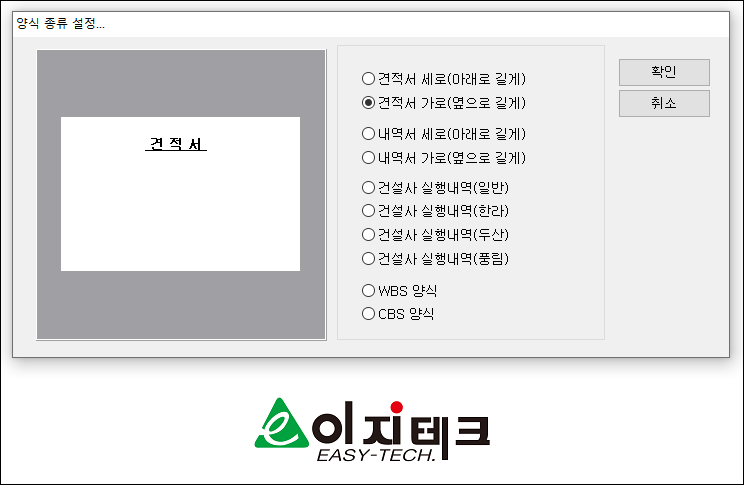 양식 종류 설정...
견 적 서
견적서 세로(아래로 길게)
견적서 가로(옆으로 길게)
내역서 세로(아래로 길게)
내역서 가로(옆으로 길게)
건설사 실행내역(일반)
건설사 실행내역(한라)
건설사 실행내역(두산)
건설사 실행내역(풍림)
WBS 양식
CBS 양식
확인
취소
e 이지테크
EASY-TECH.